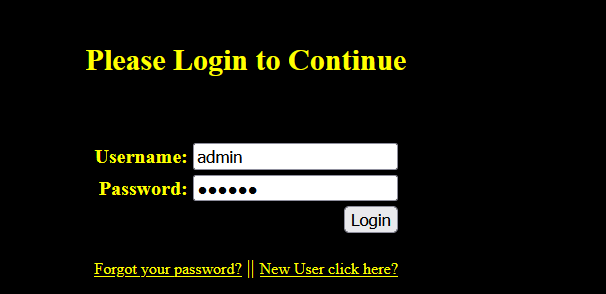 Please Login to Continue
Username: admin
Password: ●●●●●●
Login
Forgot your password? || New User click here?